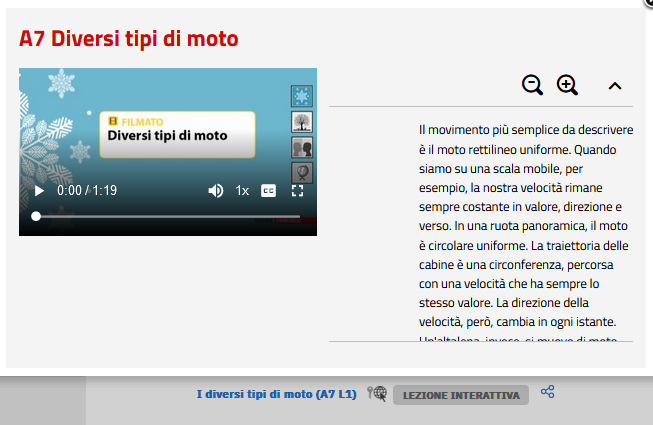 A7 Diversi tipi di moto
FILMATO
Diversi tipi di moto
0:00 / 1:19
1x
CC
Il movimento più semplice da descrivere
è il moto rettilineo uniforme. Quando
siamo su una scala mobile, per
esempio, la nostra velocità rimane
sempre costante in valore, direzione e
verso. In una ruota panoramica, il moto
è circolare uniforme. La traiettoria delle
cabine è una circonferenza, percorsa
con una velocità che ha sempre lo
stesso valore. La direzione della
velocità, però, cambia in ogni istante.
Un'altalena, invece, si muove di moto
I diversi tipi di moto (A7 L1)
LEZIONE INTERATTIVA